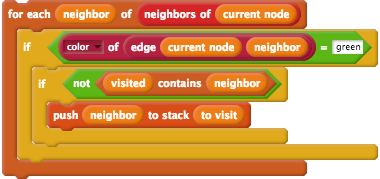 for each neighbor of neighbors of current node
if color of edge current node neighbor = green
if not visited contains neighbor
push neighbor to stack to visit